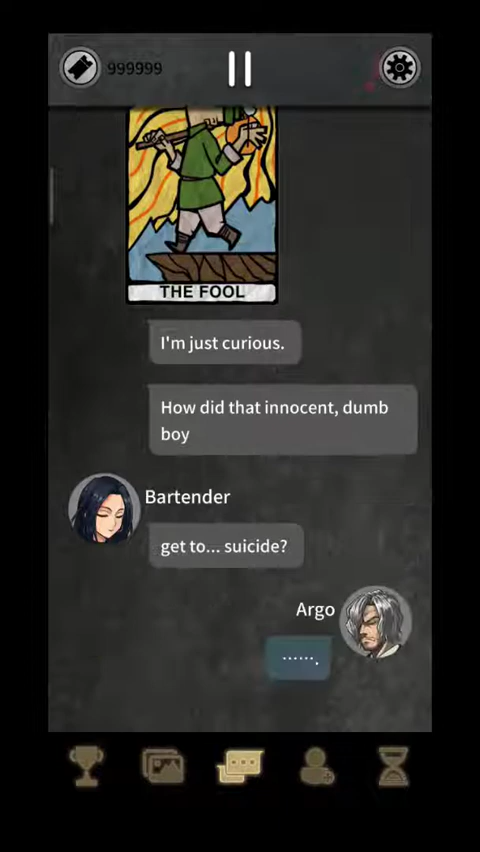 999999
THE FOOL
I'm just curious.
How did that innocent, dumb
boy
Bartender
get to... suicide?
Argo
.......